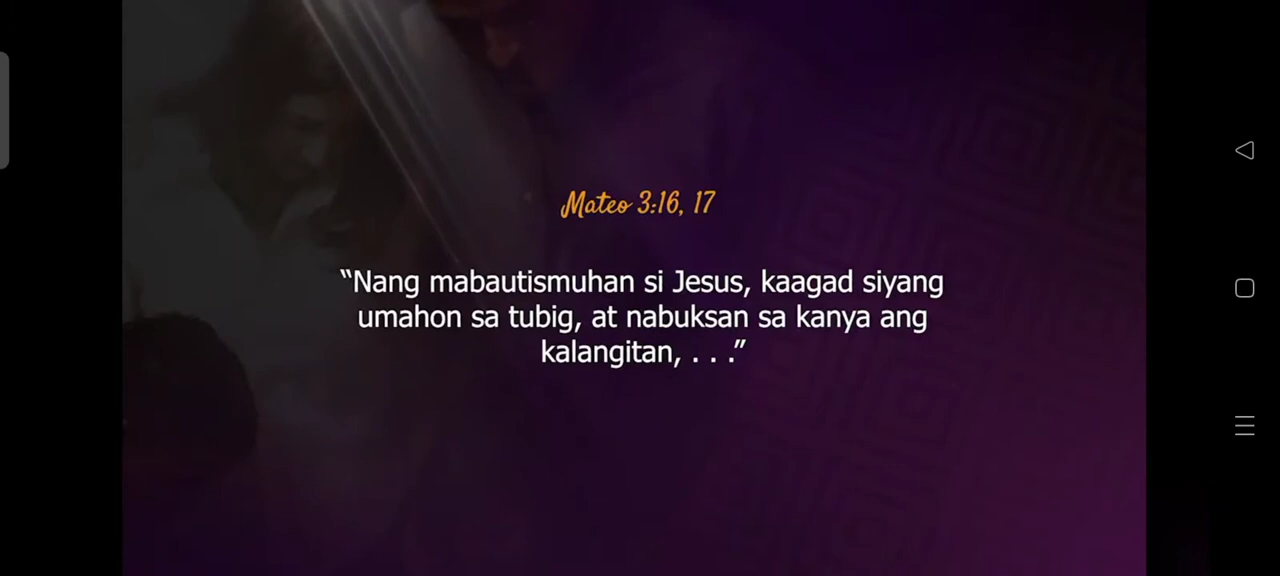 Mateo 3:16, 17
“Nang mabautismuhan si Jesus, kaagad siyang
umahon sa tubig, at nabuksan sa kanya ang
kalangitan, . . .”